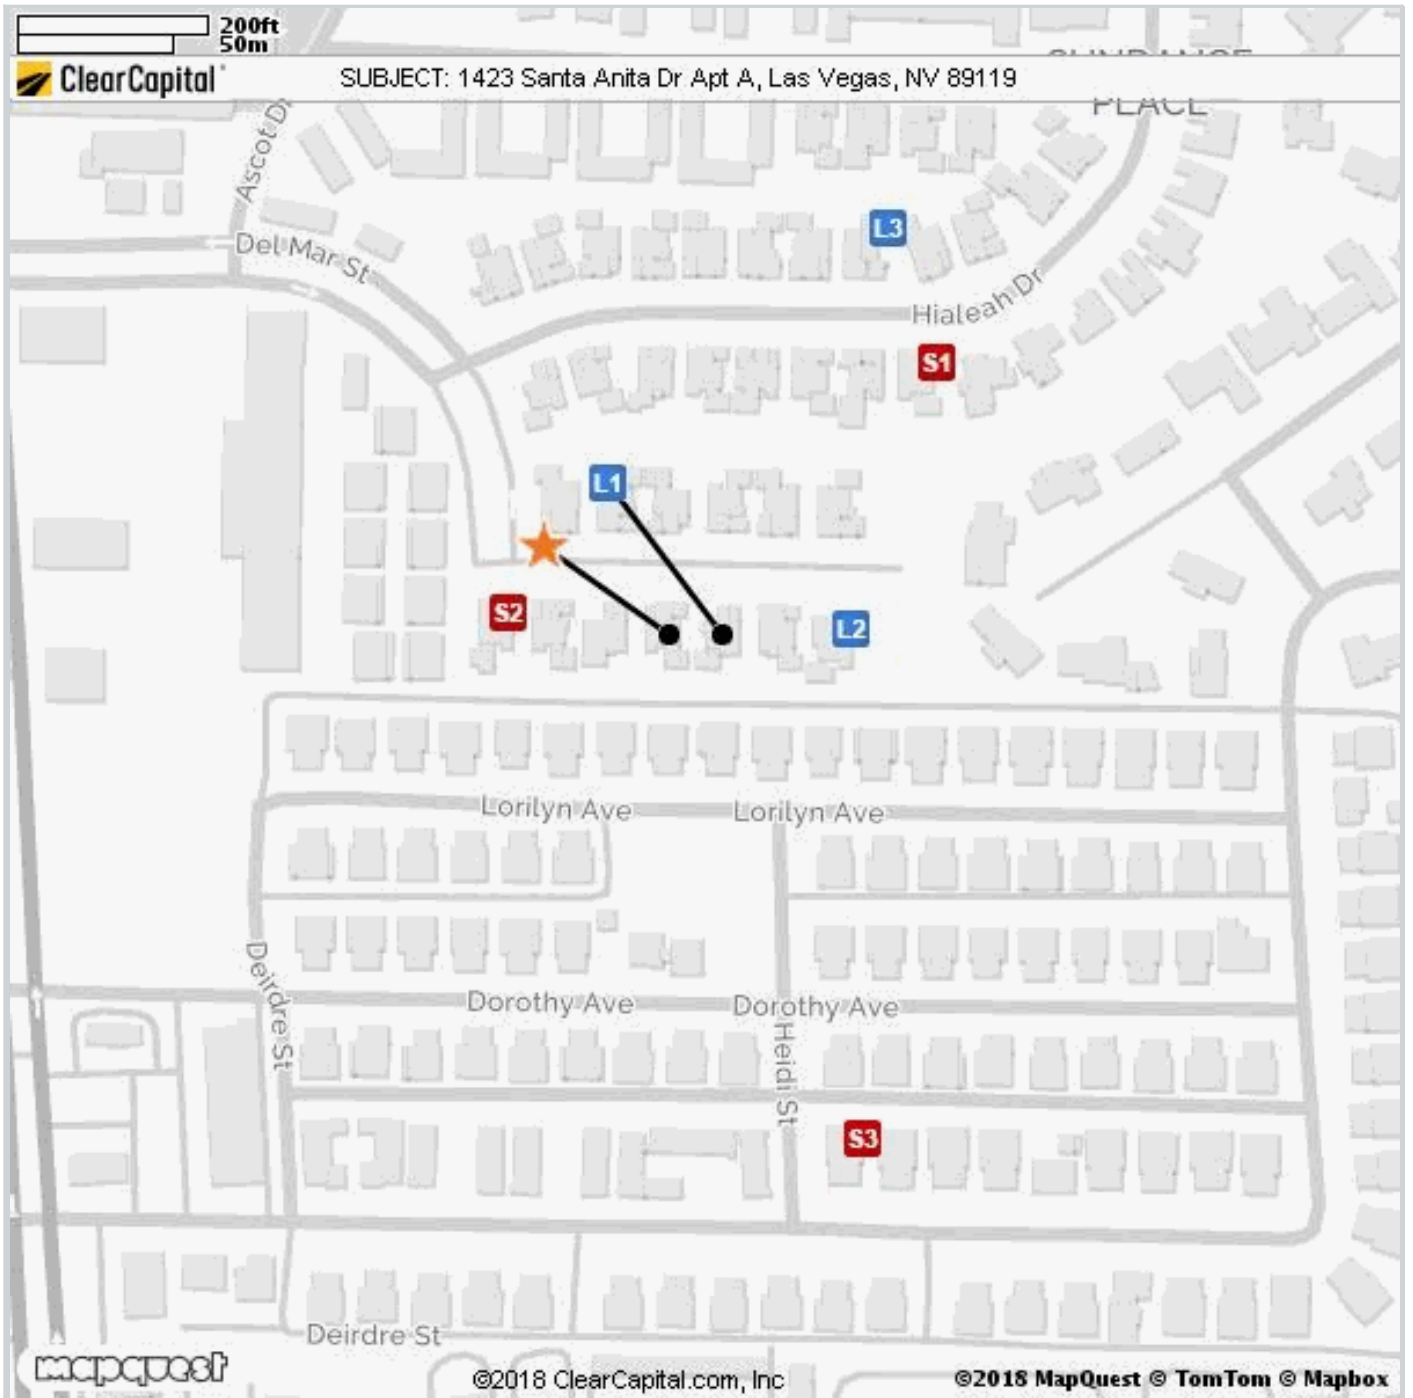 200ft
50m
ClearCapital
SUBJECT: 1423 Santa Anita Dr Apt A, Las Vegas, NV 89119
PLACE
Ascot Dr
Del Mar St
L3
Hialeah Dr
S1
L1
S2
L2
Lorilyn Ave
Lorilyn Ave
Deirdre St
Dorothy Ave
Dorothy Ave
Heidi St
S3
Deirdre St
mapquest
©2018 ClearCapital.com, Inc
©2018 MapQuest © TomTom © Mapbox